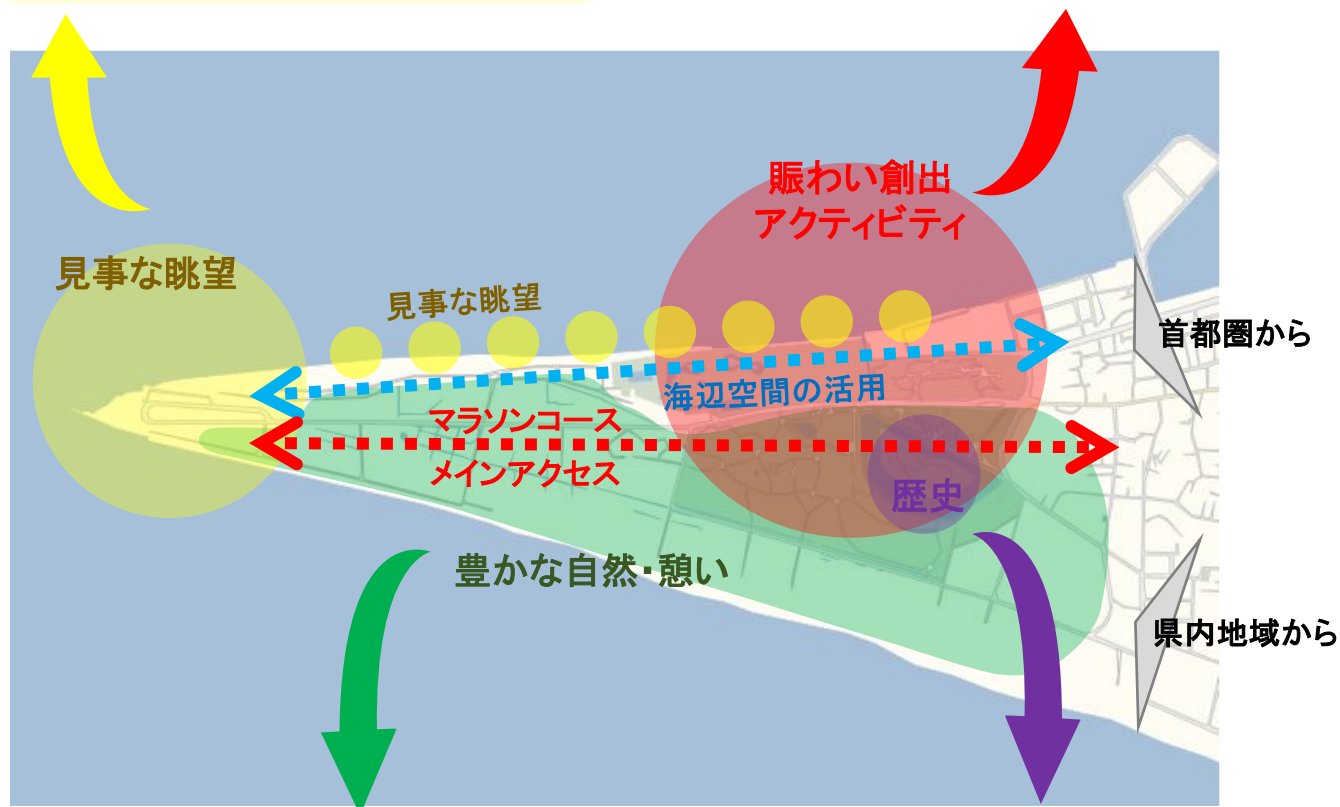 賑わい創出
アクティビティ
見事な眺望
見事な眺望
首都圏から
海辺空間の活用
マラソンコース
メインアクセス
歴史
豊かな自然・憩い
県内地域から